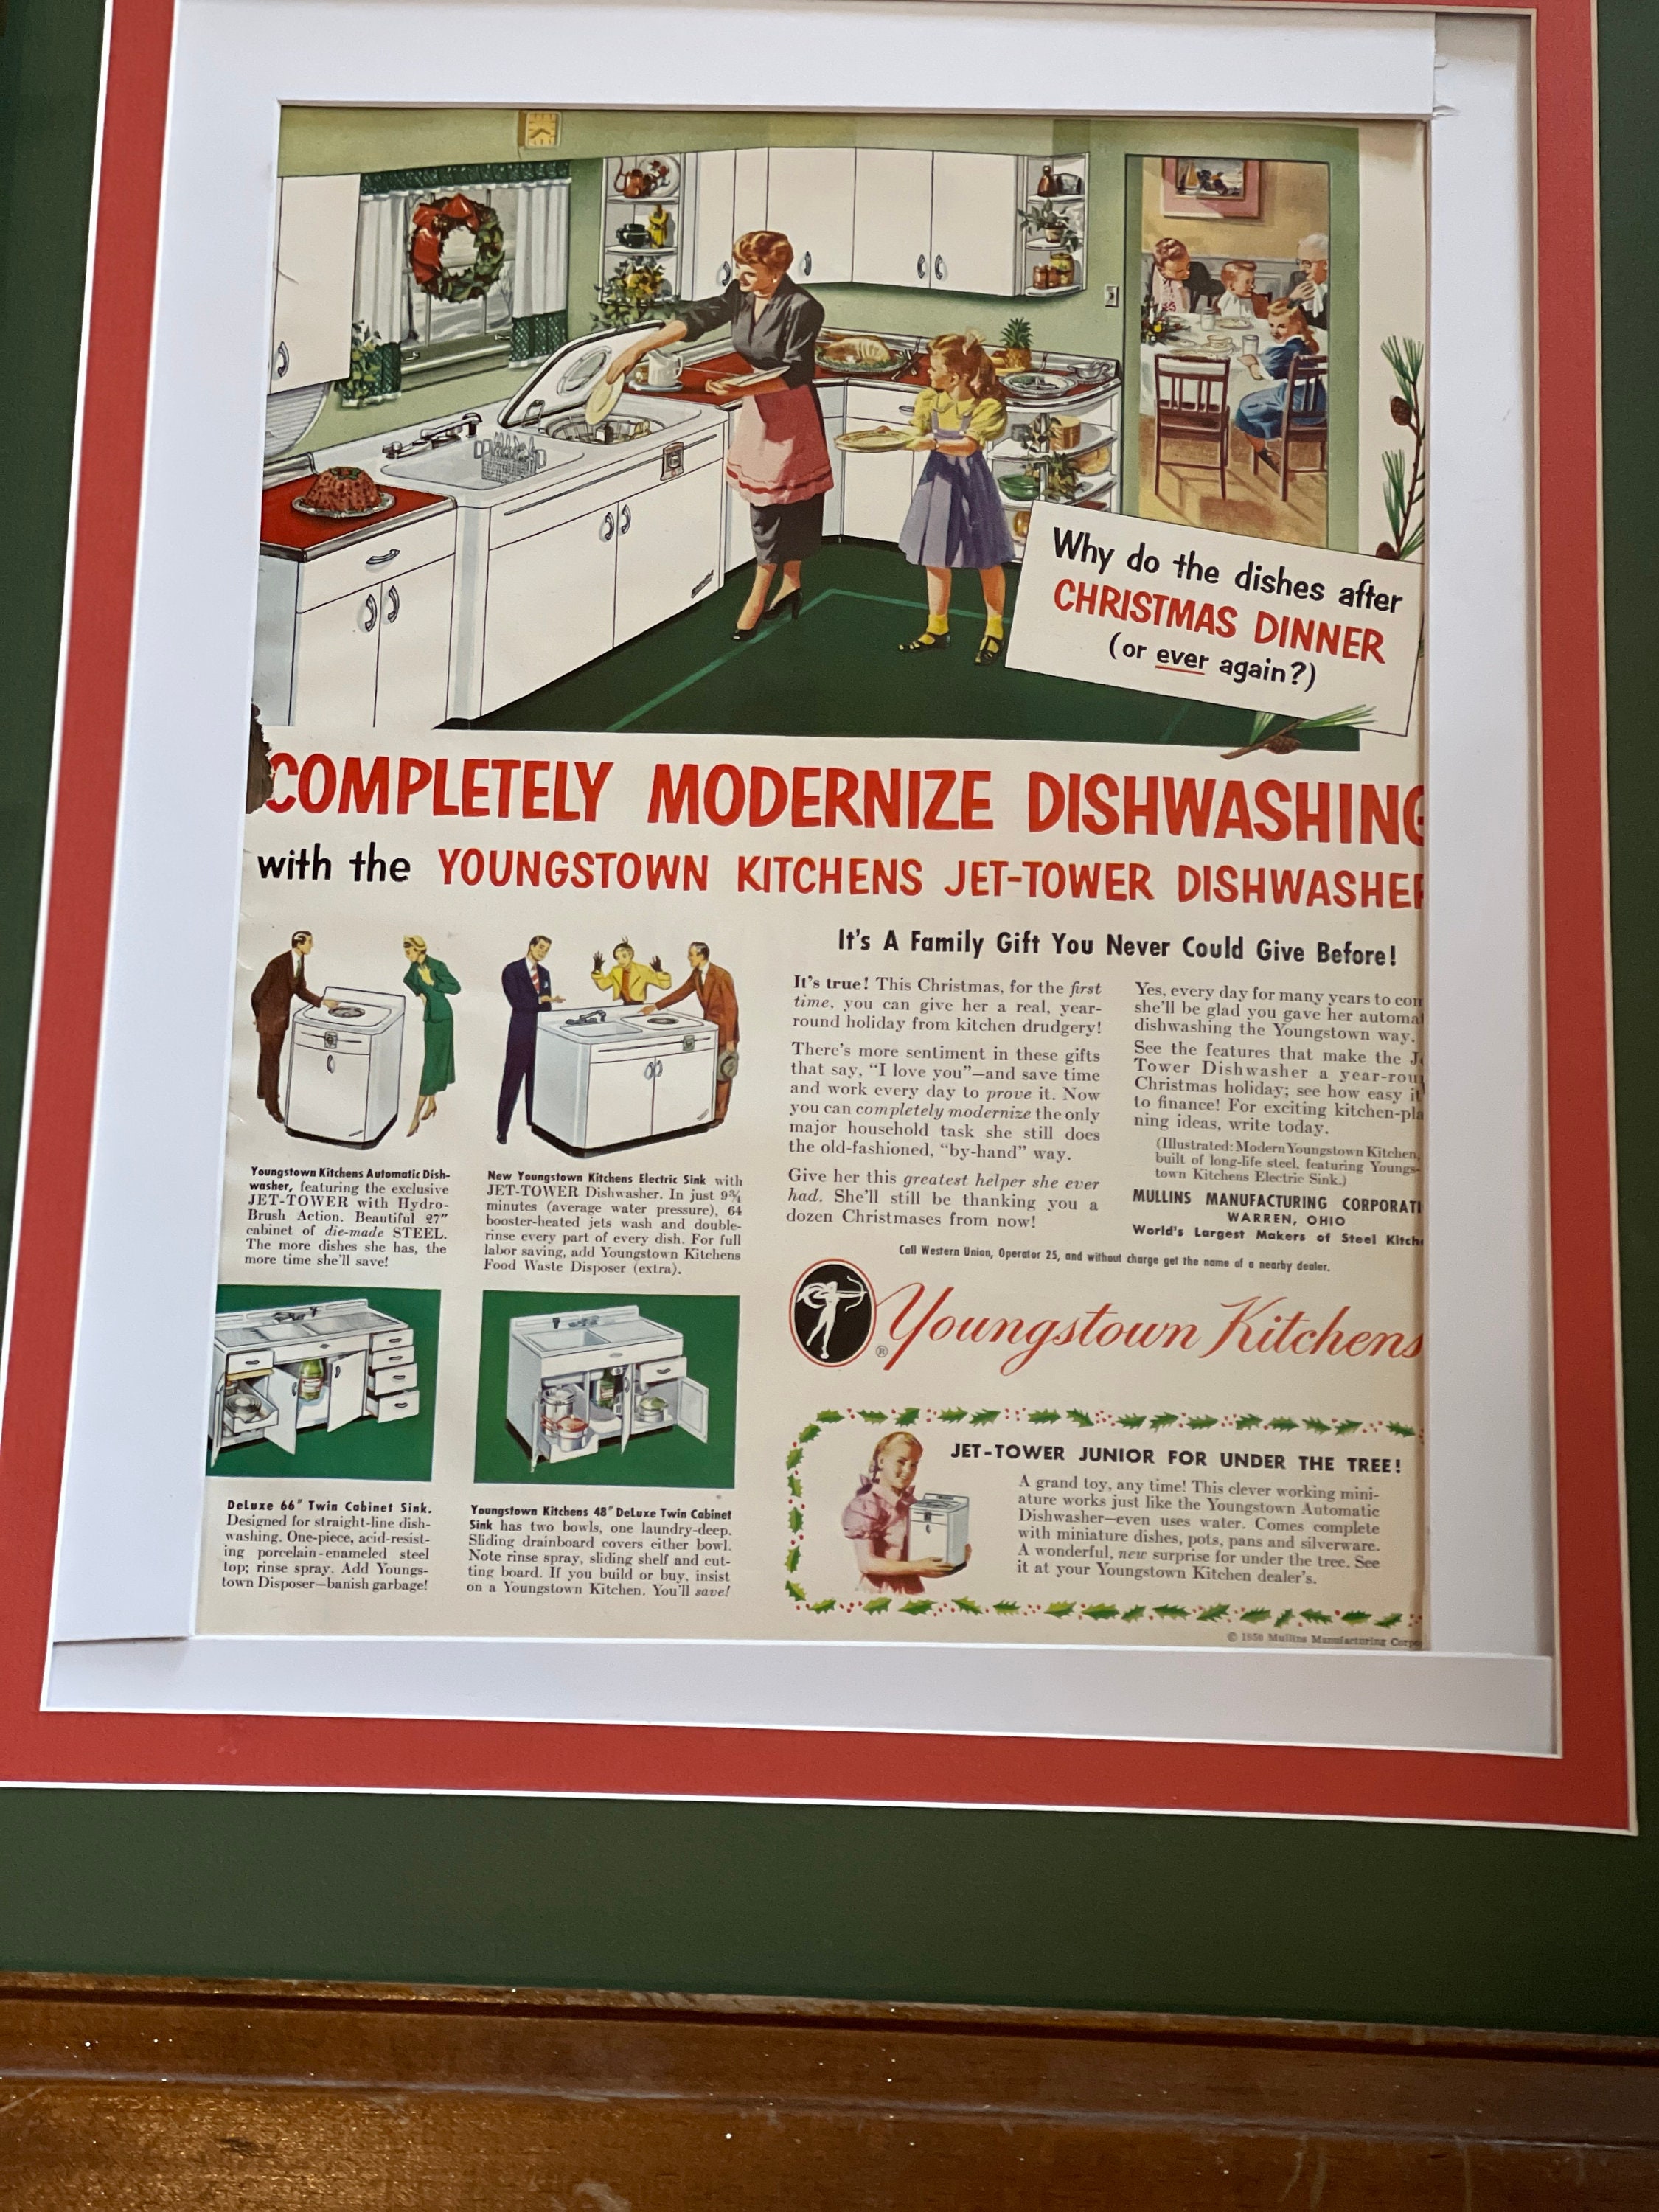 Why do the dishes after
CHRISTMAS DINNER
(or ever again?)
COMPLETELY MODERNIZE DISHWASHING
with the YOUNGSTOWN KITCHENS JET-TOWER DISHWASHER
Youngstown Kitchens Automatic Dish-
washer, featuring the exclusive
JET-TOWER with Hydro-
Brush Action. Beautiful 27"
cabinet of die-made STEEL.
The more dishes she has, the
more time she'll save!
New Youngstown Kitchens Electric Sink with
JET-TOWER Dishwasher. In just 9¾
minutes (average water pressure), 64
booster-heated jets wash and double-
rinse every part of every dish. For full
labor saving, add Youngstown Kitchens
Food Waste Disposer (extra).
DeLuxe 66" Twin Cabinet Sink.
Designed for straight-line dish-
washing. One-piece, acid-resist-
ing porcelain-enameled steel
top; rinse spray. Add Youngs-
town Disposer—banish garbage!
Youngstown Kitchens 48" DeLuxe Twin Cabinet
Sink has two bowls, one laundry-deep.
Sliding drainboard covers either bowl.
Note rinse spray, sliding shelf and cut-
ting board. If you build or buy, insist
on a Youngstown Kitchen. You'll save!
It's A Family Gift You Never Could Give Before!
It's true! This Christmas, for the first
time, you can give her a real, year-
round holiday from kitchen drudgery!
There's more sentiment in these gifts
that say, "I love you"—and save time
and work every day to prove it. Now
you can completely modernize the only
major household task she still does
the old-fashioned, "by-hand" way.
Give her this greatest helper she ever
had. She'll still be thanking you a
dozen Christmases from now!
Yes, every day for many years to com
she'll be glad you gave her automa
dishwashing the Youngstown way.
See the features that make the J
Tower Dishwasher a year-rou
Christmas holiday; see how easy it
to finance! For exciting kitchen-pla
ning ideas, write today.
(Illustrated: Modern Youngstown Kitchen,
built of long-life steel, featuring Youngs-
town Kitchens Electric Sink.)
MULLINS MANUFACTURING CORPORATI
WARREN, OHIO
World's Largest Makers of Steel Kitch
Call Western Union, Operator 25, and without charge get the name of a nearby dealer.
® Youngstown Kitchens
JET-TOWER JUNIOR FOR UNDER THE TREE!
A grand toy, any time! This clever working mini-
ature works just like the Youngstown Automatic
Dishwasher—even uses water. Comes complete
with miniature dishes, pots, pans and silverware.
A wonderful, new surprise for under the tree. See
it at your Youngstown Kitchen dealer's.
© 1950 Mullins Manufacturing Corpo